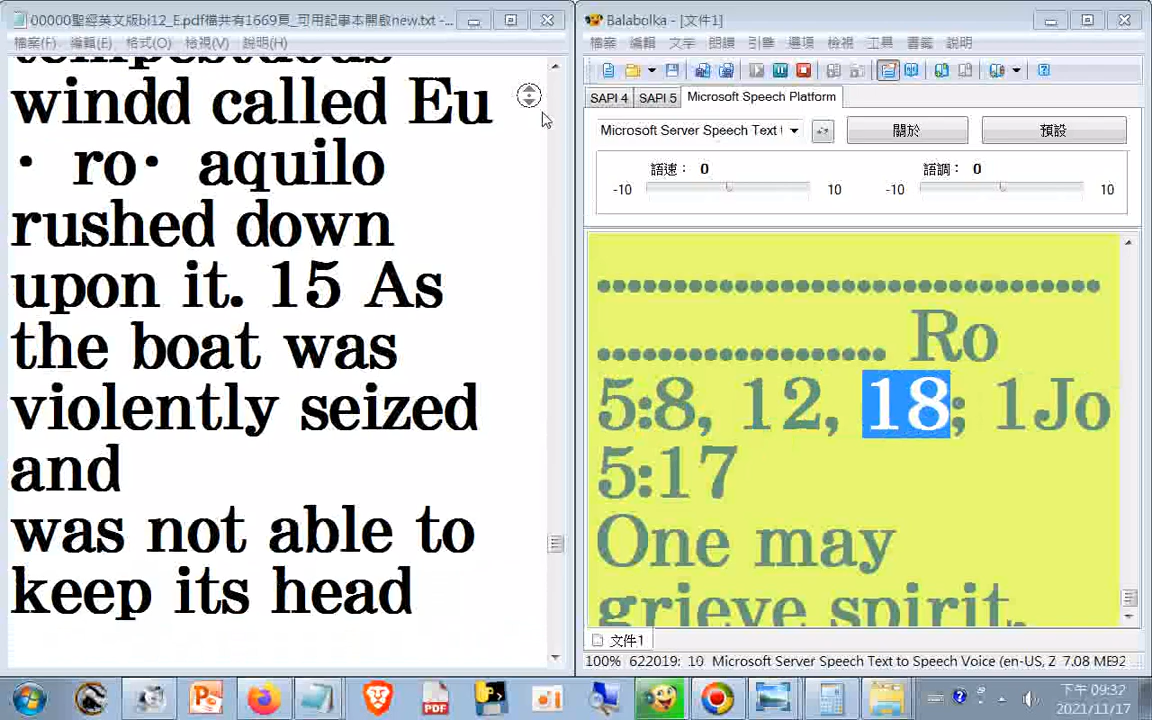 00000聖經英文版bi12_E.pdf檔共有1669頁_可用記事本開啟new.txt -...
檔案(F) 編輯(E) 格式(O) 檢視(V) 說明(H)
tempestuous
windd called Eu
· ro· aquilo
rushed down
upon it. 15 As
the boat was
violently seized
and
was not able to
keep its head
Balabolka - [文件1]
檔案 編輯 文字 朗讀 引擎 選項 檢視 工具 書籤 說明
SAPI 4 SAPI 5 Microsoft Speech Platform
Microsoft Server Speech Text 關於 預設
語速: 0 語調: 0
-10 10 -10 10
.................................
................... Ro
5:8, 12, 18; 1Jo
5:17
One may
grieve spirit.
文件1
100% 622019: 10 Microsoft Server Speech Text to Speech Voice (en-US, Z 7.08 ME92
PDF
下午 09:32
2021/11/17